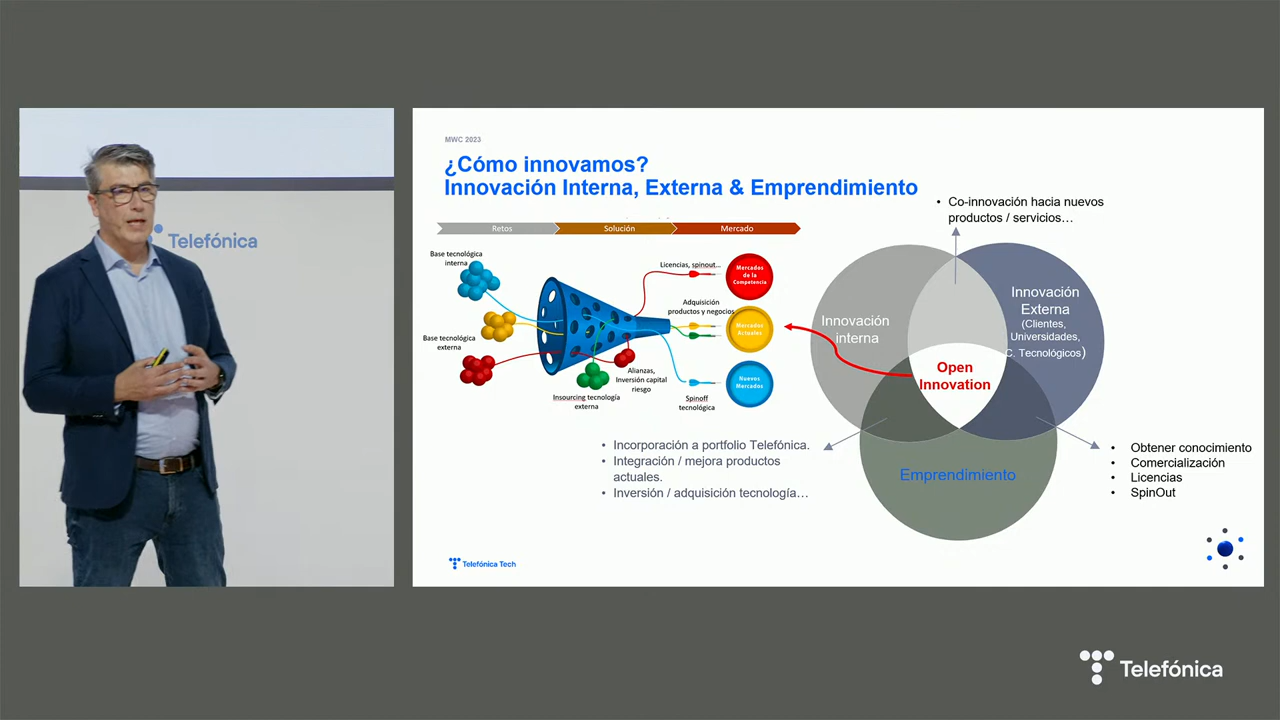 Telefónica
MWC 2023
¿Cómo innovamos?
Innovación Interna, Externa & Emprendimiento
Retos
Solución
Mercado
Base tecnológica
interna
Base tecnológica
externa
Licencias, spinout...
Adquisición
productos y negocios
Alianzas,
Inversión capital
riesgo
Insourcing tecnología
externa
Spinoff
tecnológica
Mercados
de la
Competencia
Mercados
Actuales
Nuevos
Mercados
• Co-innovación hacia nuevos
productos / servicios…
Innovación
interna
Innovación
Externa
(Clientes,
Universidades,
C. Tecnológicos)
Open
Innovation
Emprendimiento
• Incorporación a portfolio Telefónica.
• Integración / mejora productos
actuales.
• Inversión / adquisición tecnología…
• Obtener conocimiento
• Comercialización
• Licencias
• SpinOut
Telefónica Tech
Telefónica